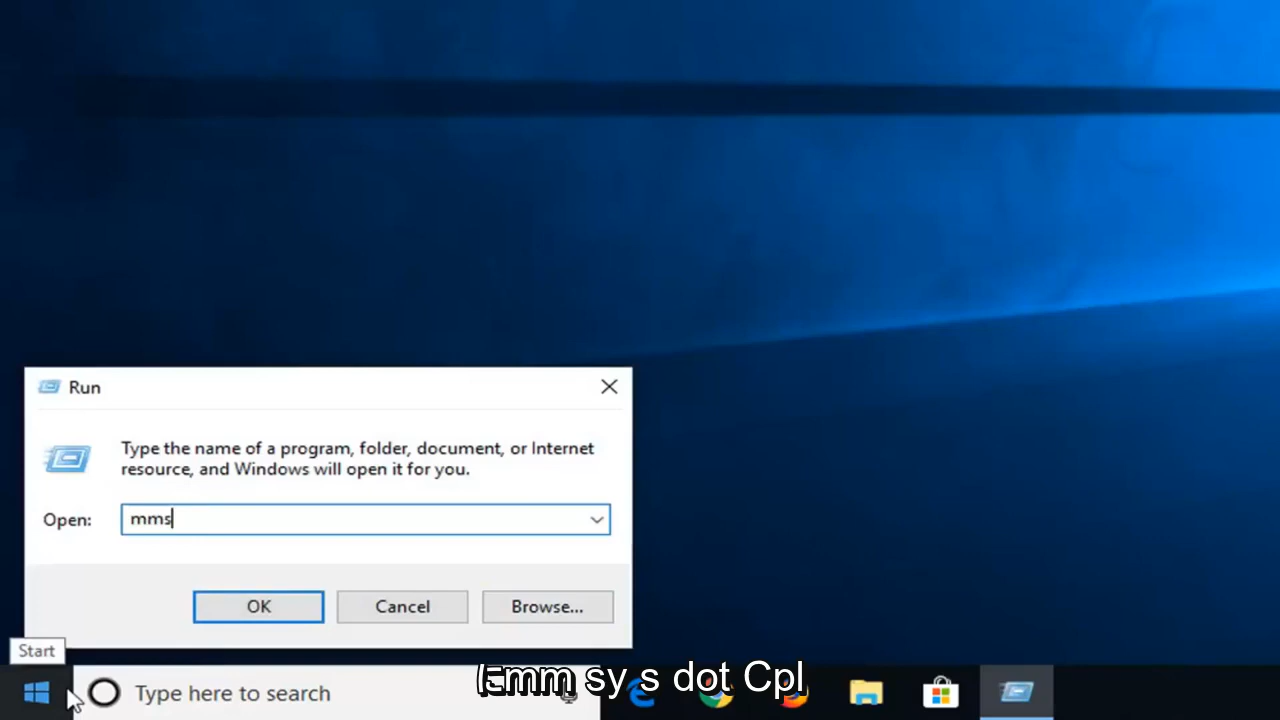 Run
Type the name of a program, folder, document, or Internet
resource, and Windows will open it for you.
Open:
mms
OK
Cancel
Browse...
Start
Type here to search
Emm sy s dot Cpl